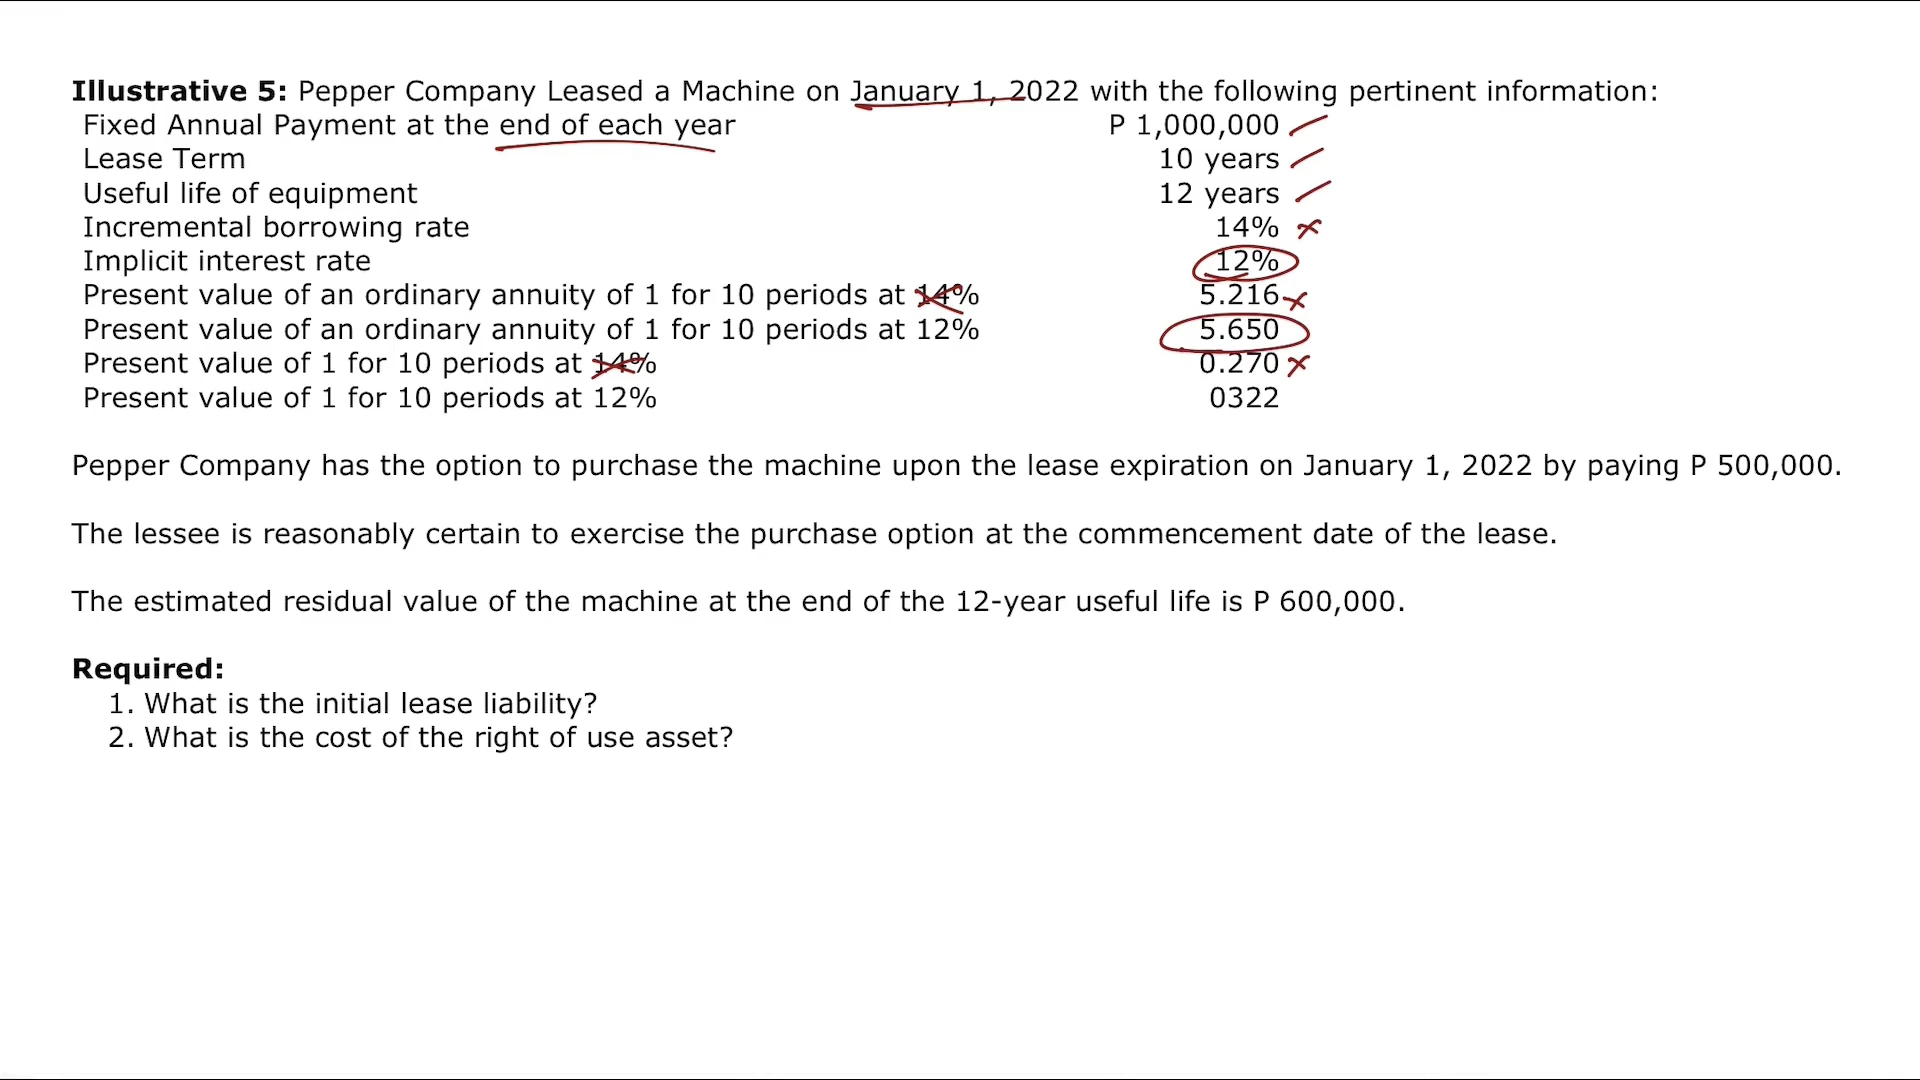 Illustrative 5: Pepper Company Leased a Machine on January 1, 2022 with the following pertinent information:
Fixed Annual Payment at the end of each year P 1,000,000
Lease Term 10 years
Useful life of equipment 12 years
Incremental borrowing rate 14%
Implicit interest rate 12%
Present value of an ordinary annuity of 1 for 10 periods at 14% 5.216
Present value of an ordinary annuity of 1 for 10 periods at 12% 5.650
Present value of 1 for 10 periods at 14% 0.270
Present value of 1 for 10 periods at 12% 0322
Pepper Company has the option to purchase the machine upon the lease expiration on January 1, 2022 by paying P 500,000.
The lessee is reasonably certain to exercise the purchase option at the commencement date of the lease.
The estimated residual value of the machine at the end of the 12-year useful life is P 600,000.
Required:
1. What is the initial lease liability?
2. What is the cost of the right of use asset?